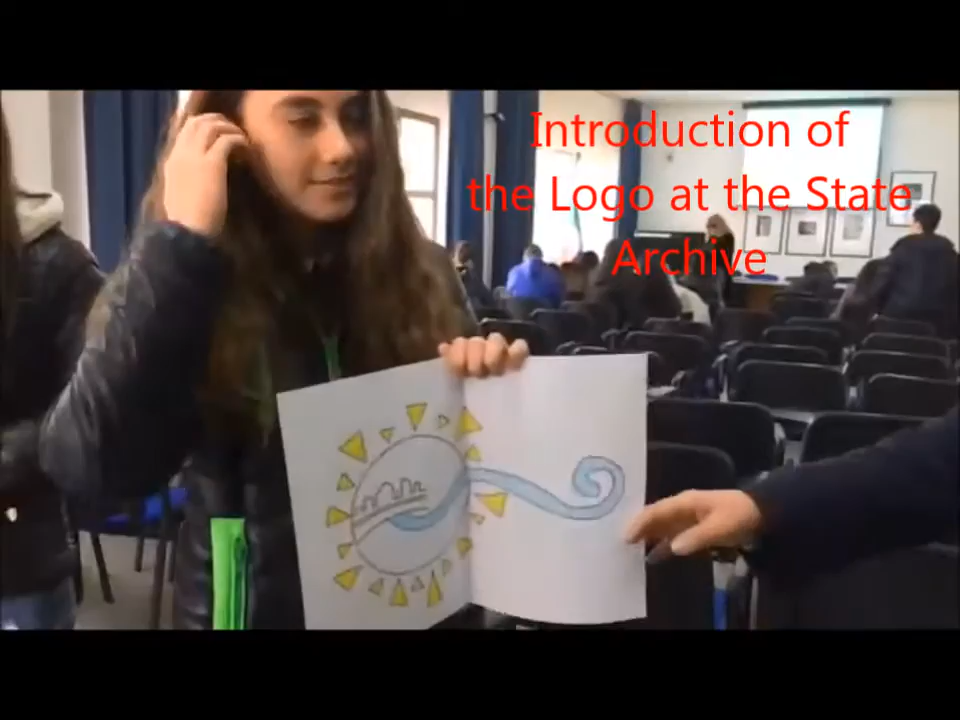 Introduction of
the Logo at the State
Archive